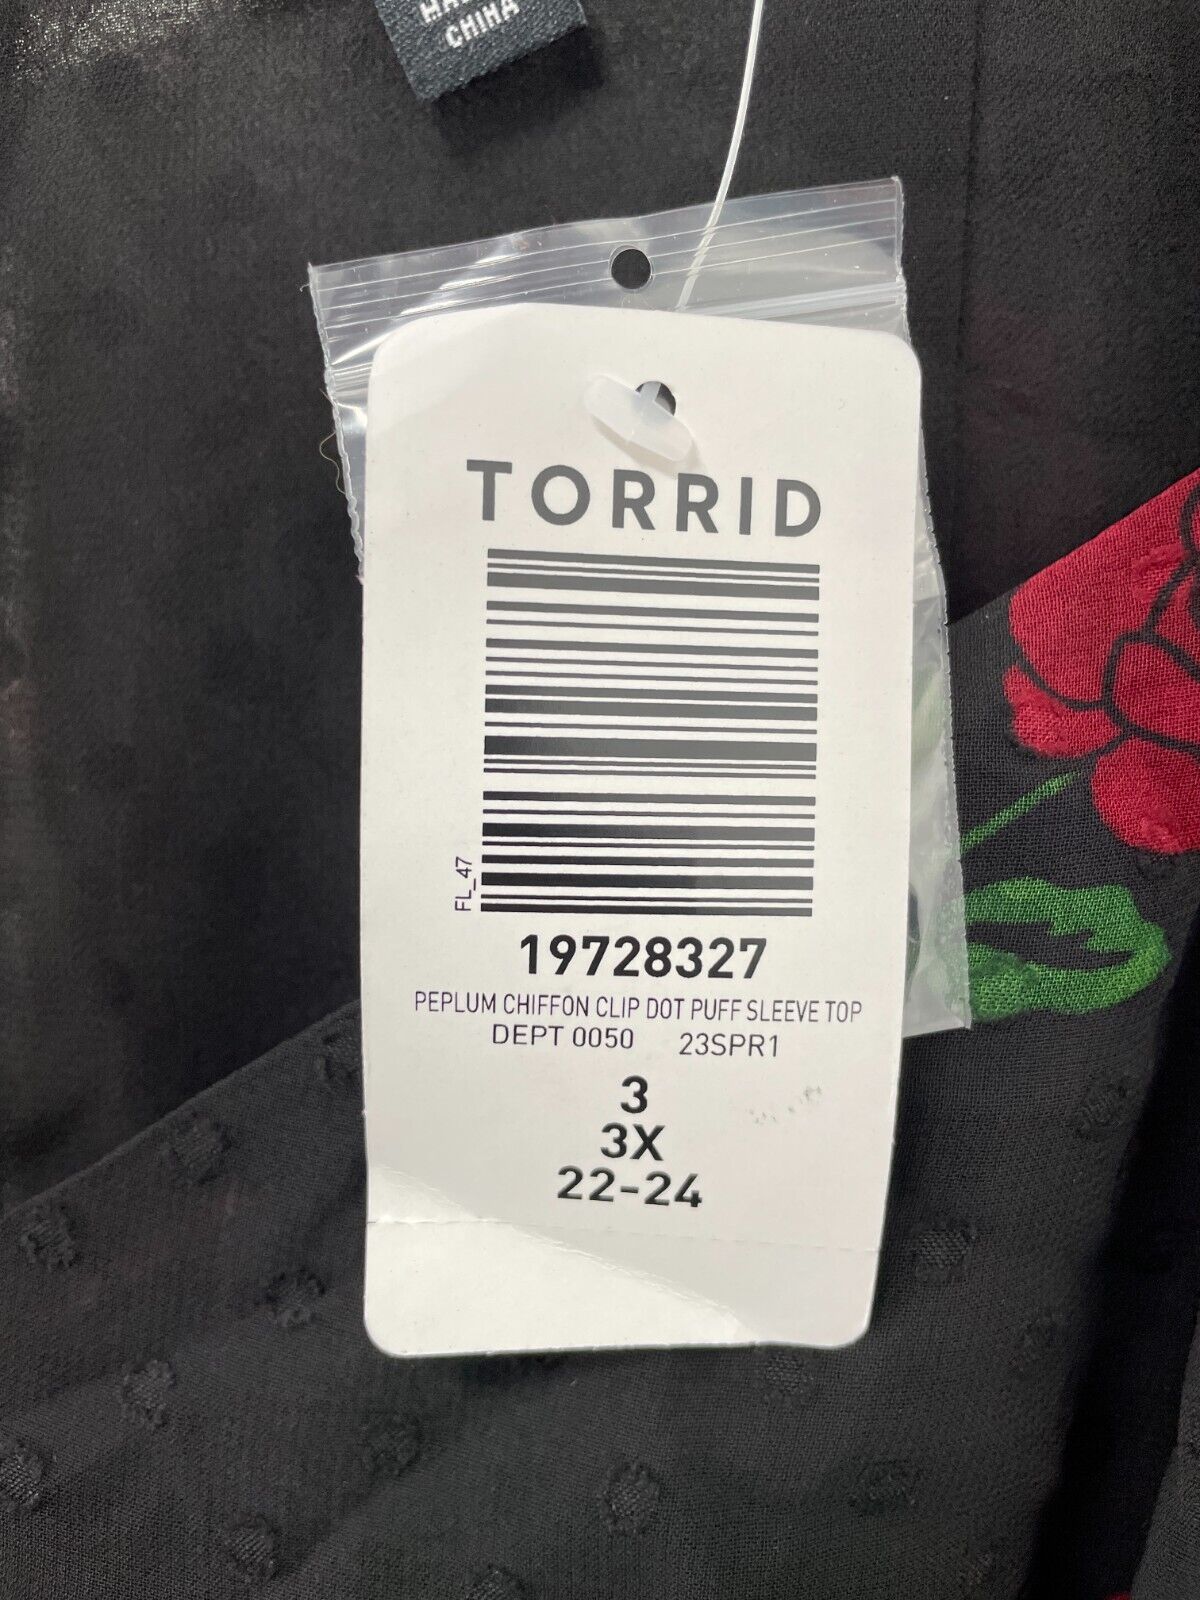 CHINA
TORRID
FL_47
19728327
PEPLUM CHIFFON CLIP DOT PUFF SLEEVE TOP
DEPT 0050 23SPR1
3
3X
22-24